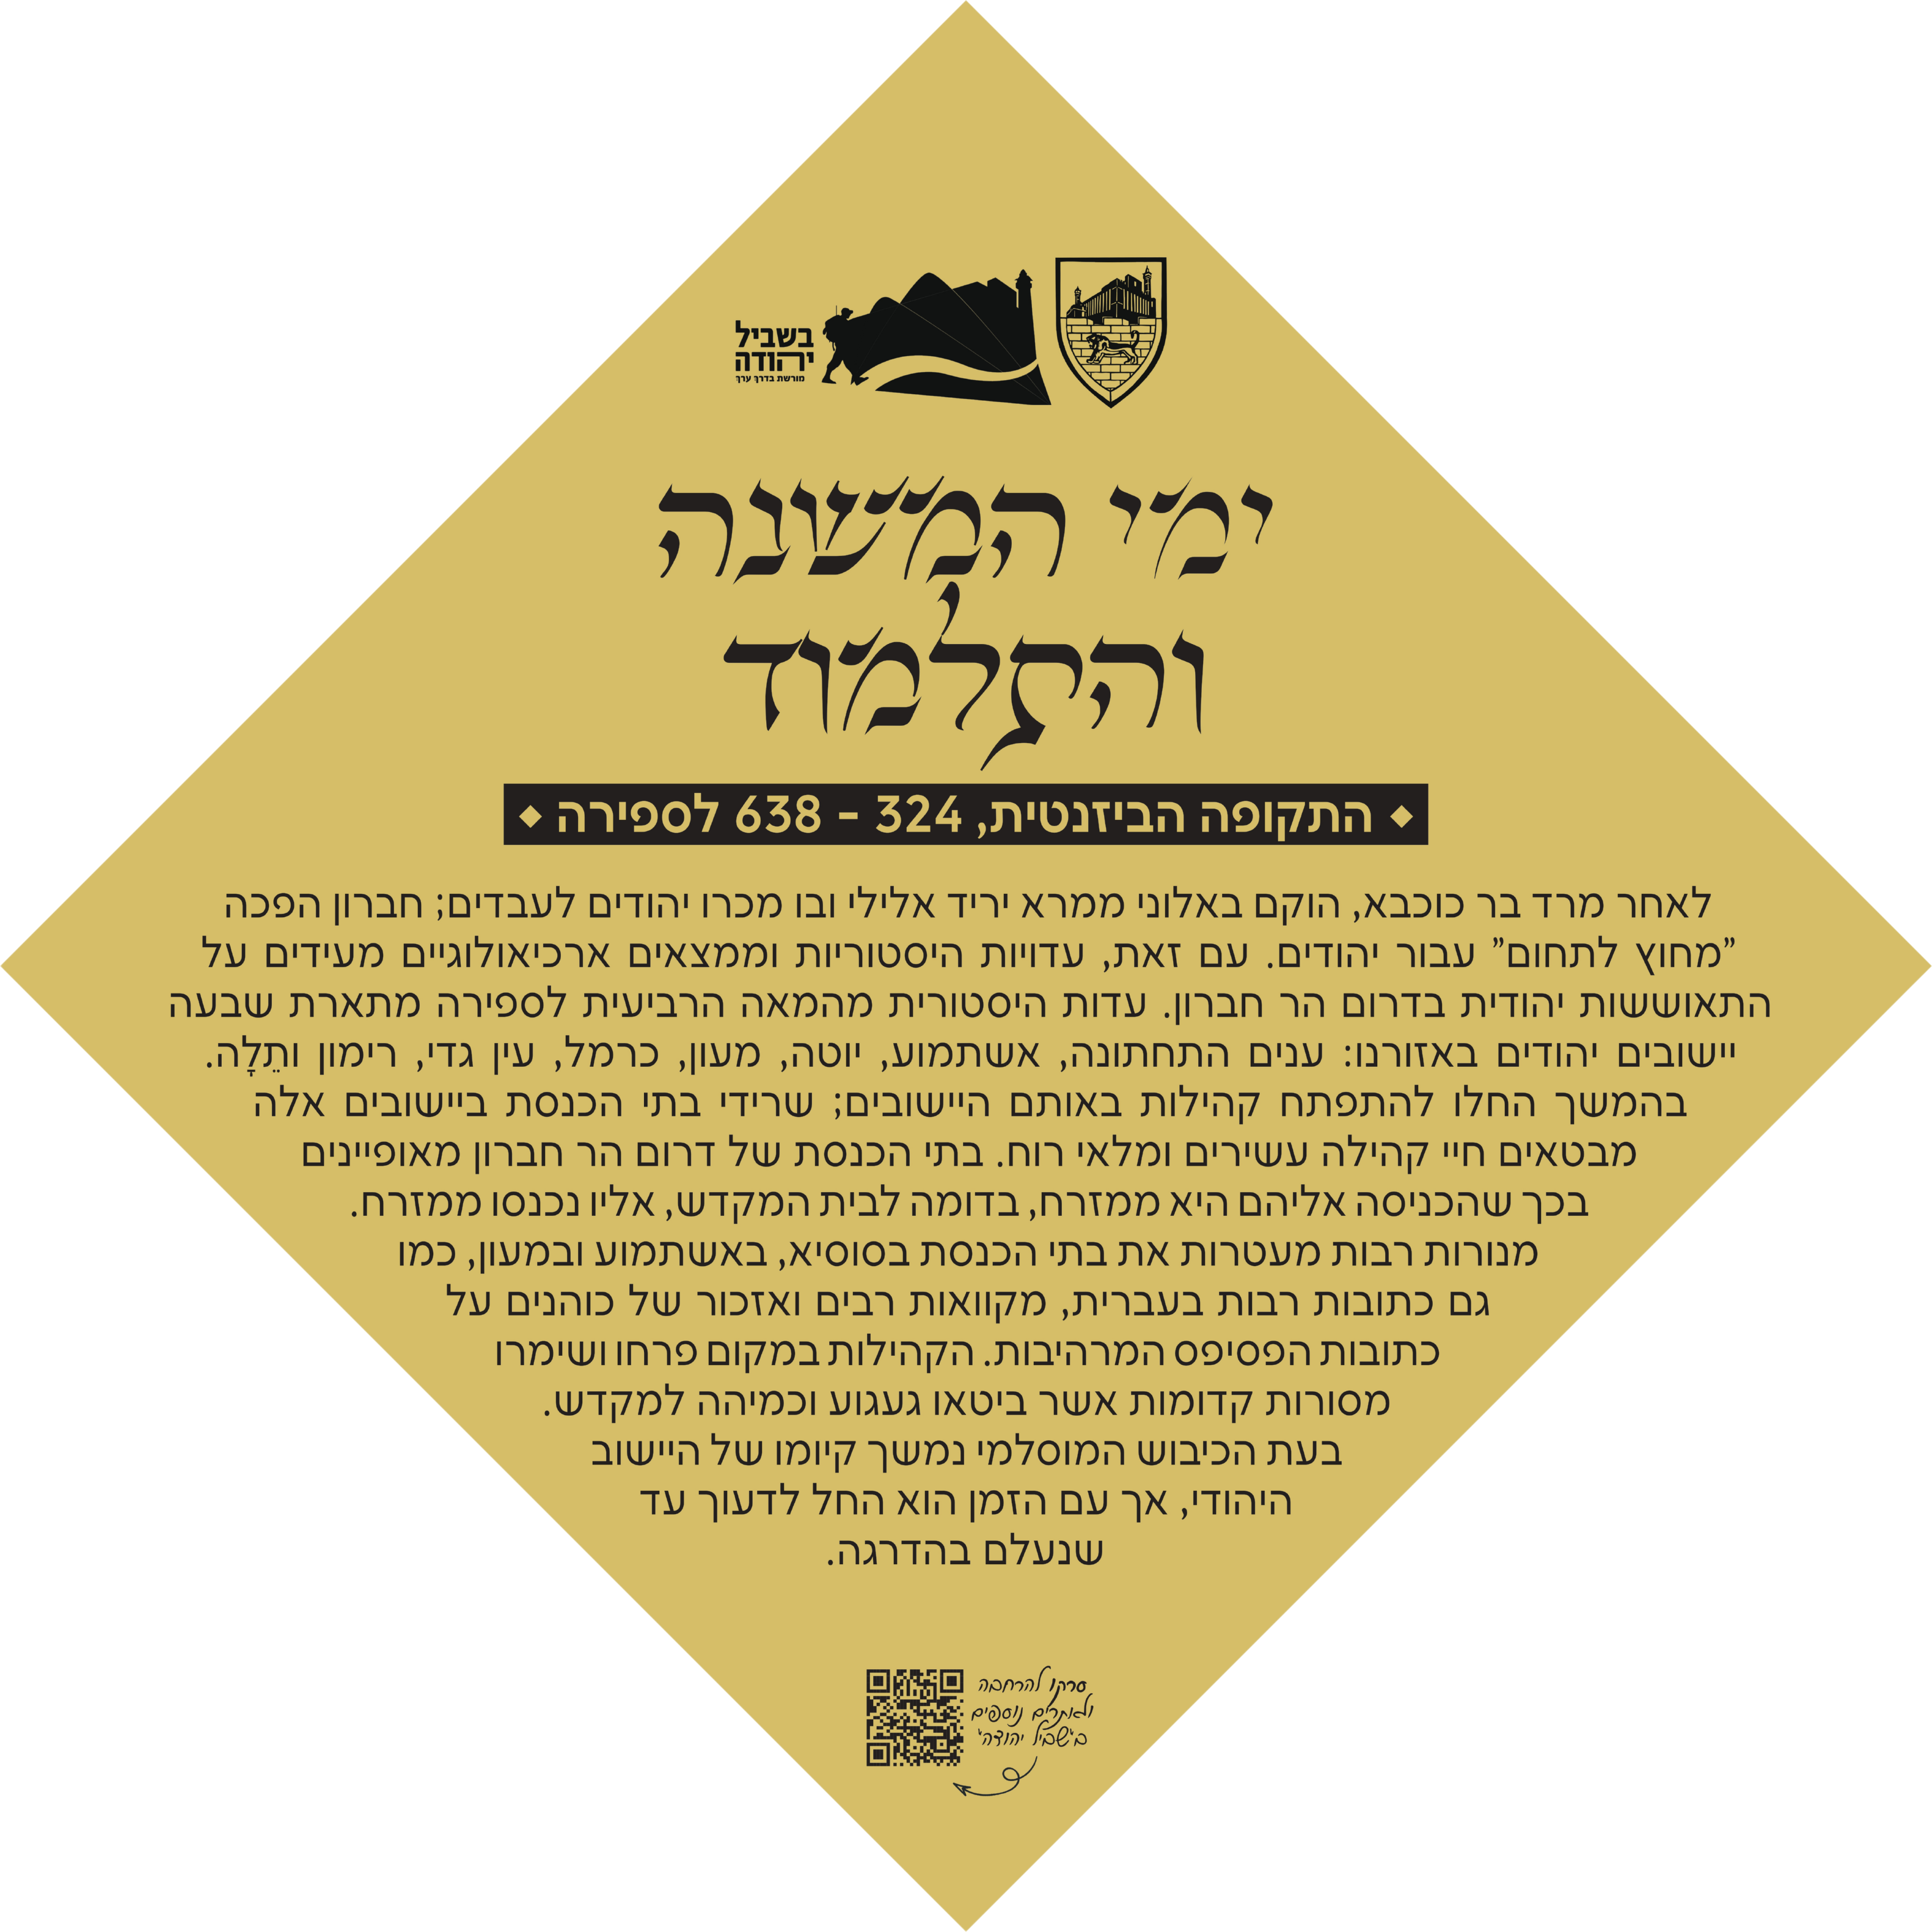 בשביל
יהודה
מורשת בדרך ערך
ימי המשנה
והתלמוד
התקופה הביזנטית, 324 - 638 לספירה
לאחר מרד בר כוכבא, הוקם באלוני ממרא יריד אלילי ובו מכרו יהודים לעבדים; חברון הפכה
"מחוץ לתחום" עבור יהודים. עם זאת, עדויות היסטוריות וממצאים ארכיאולוגיים מעידים על
התאוששות יהודית בדרום הר חברון. עדות היסטורית מהמאה הרביעית לספירה מתארת שבעה
יישובים יהודים באזורנו: ענים התחתונה, אשתמוע, יוטה, מעון, כרמל, עין גדי, רימון ותֵלָה.
בהמשך החלו להתפתח קהילות באותם היישובים; שרידי בתי הכנסת ביישובים אלה
מבטאים חיי קהילה עשירים ומלאי רוח. בתי הכנסת של דרום הר חברון מאופיינים
בכך שהכניסה אליהם היא ממזרח, בדומה לבית המקדש, אליו נכנסו ממזרח.
מנורות רבות מעטרות את בתי הכנסת בסוסיא, באשתמוע ובמעון, כמו
גם כתובות רבות בעברית, מקוואות רבים ואזכור של כוהנים על
כתובות הפסיפס המרהיבות. הקהילות במקום פרחו ושימרו
מסורות קדומות אשר ביטאו געגוע וכמיהה למקדש.
בעת הכיבוש המוסלמי נמשך קיומו של היישוב
היהודי, אך עם הזמן הוא החל לדעוך עד
שנעלם בהדרגה.
סרקו להרחבה
ולאתרים נוספים
ב"שביל יהודה"